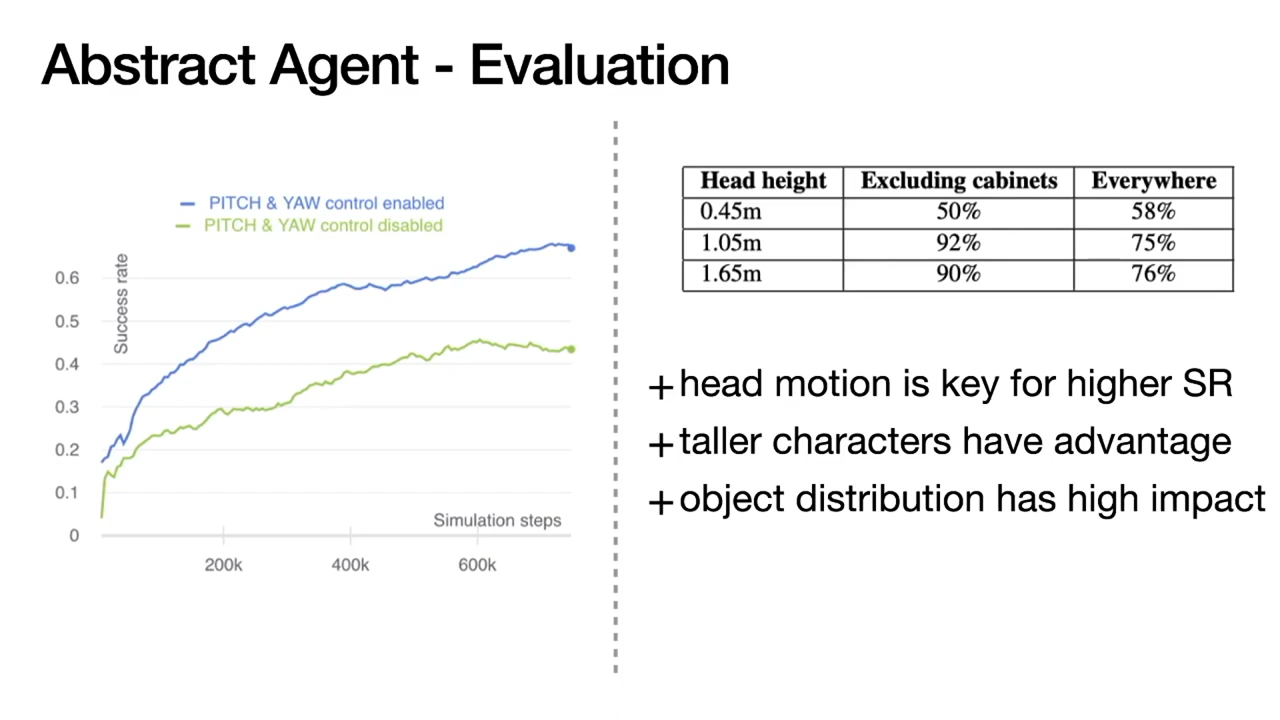 Abstract Agent - Evaluation
PITCH & YAW control enabled
PITCH & YAW control disabled
Success rate
0.6
0.5
0.4
0.3
0.2
0.1
0
Simulation steps
200k 400k 600k
Head height Excluding cabinets Everywhere
0.45m 50% 58%
1.05m 92% 75%
1.65m 90% 76%
+ head motion is key for higher SR
+ taller characters have advantage
+ object distribution has high impact